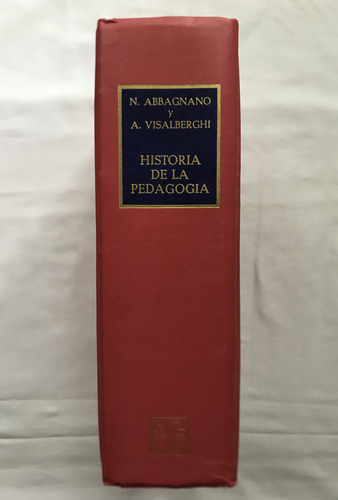 N. ABBAGNANO
y
A. VISALBERGHI
HISTORIA
DE LA
PEDAGOGIA